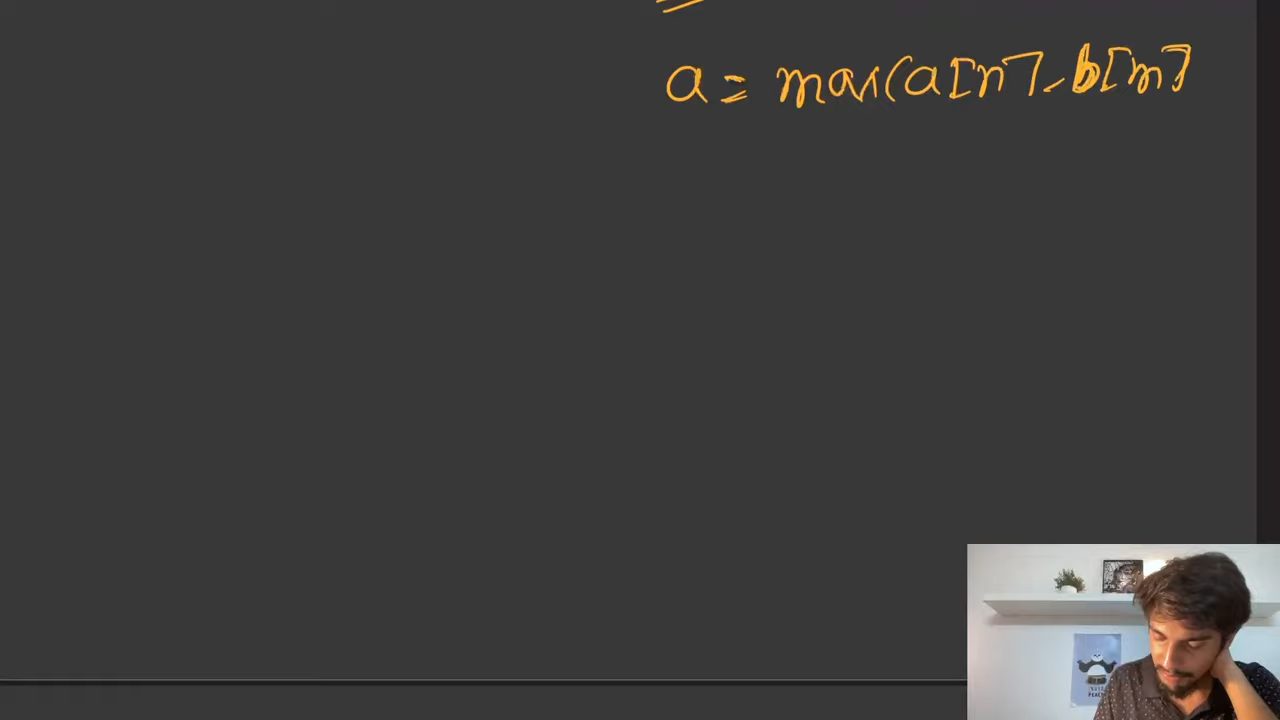 a = max(a[n], b[m]